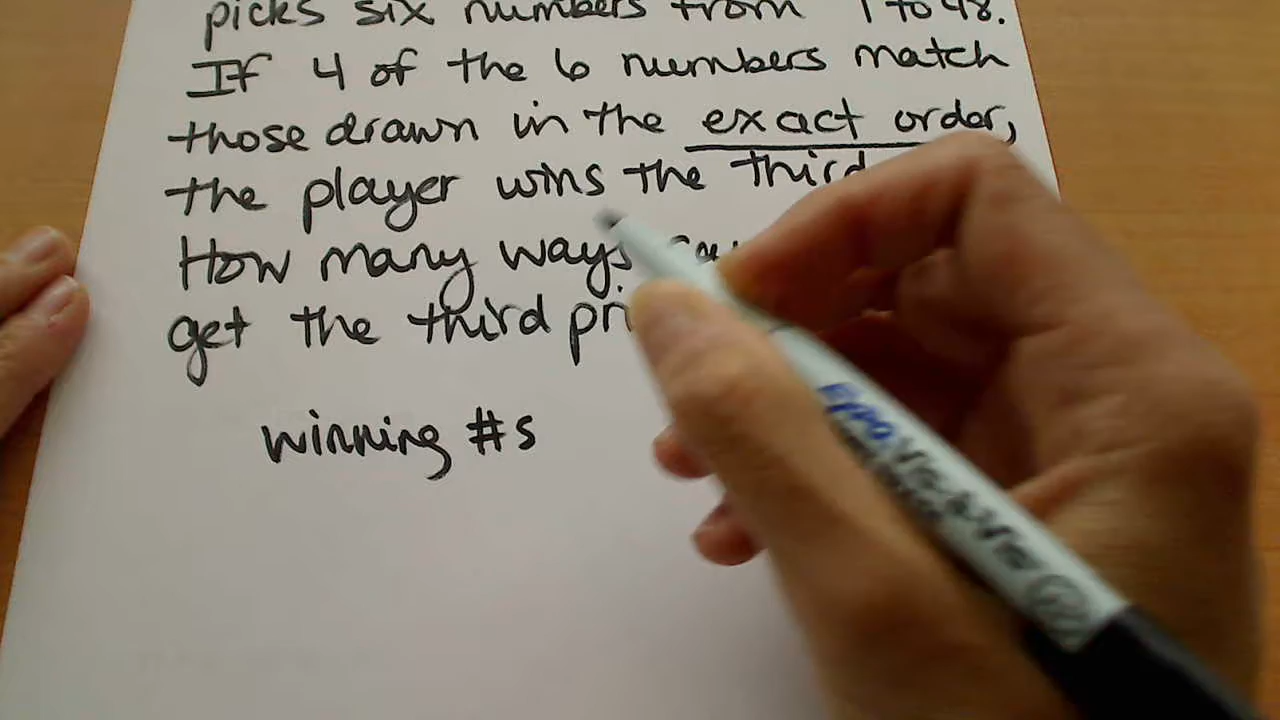 picks six numbers from 1 to 48.
If 4 of the 6 numbers match
those drawn in the exact order,
the player wins the third
How many ways
get the third
winning #s
Expo